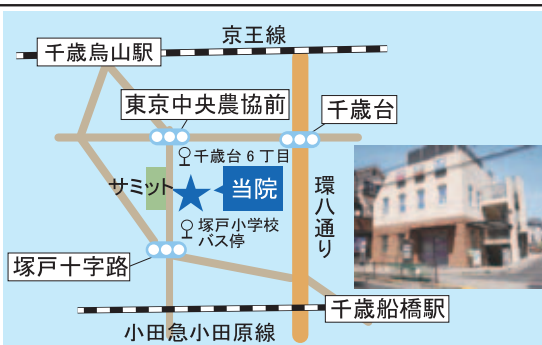 京王線
千歳烏山駅
東京中央農協前
千歳台
千歳台6丁目
サミット
当院
環八通り
塚戸小学校
バス停
塚戸十字路
千歳船橋駅
小田急小田原線